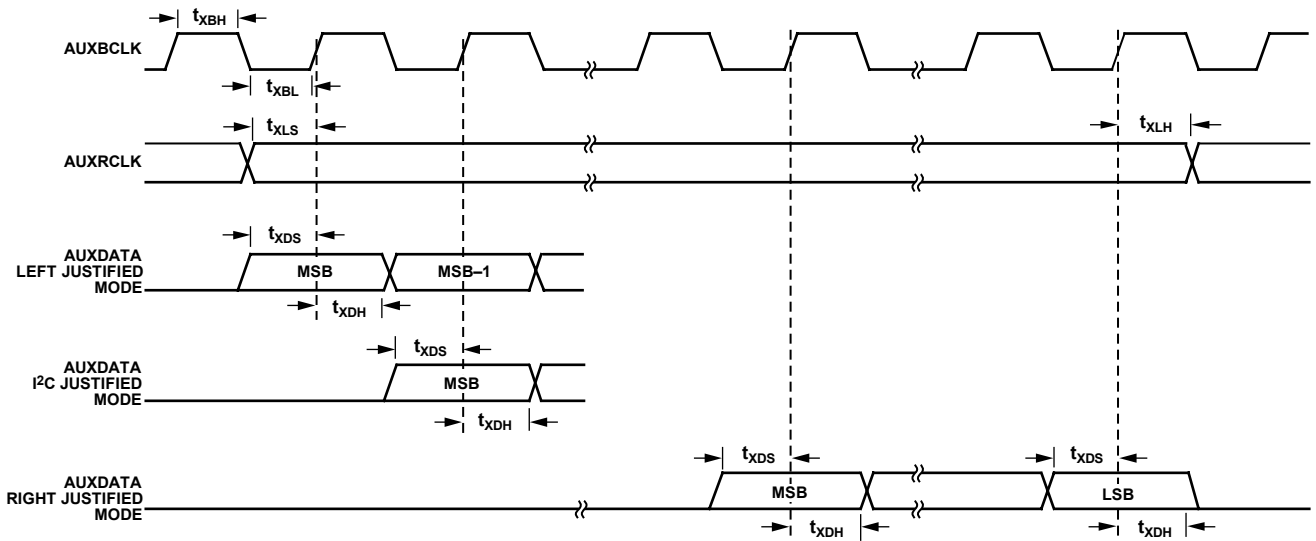 tXBH
AUXBCLK
tXBL
tXLS
tXLH
AUXRCLK
tXDS
AUXDATA
LEFT JUSTIFIED
MODE
MSB
MSB–1
tXDH
tXDS
AUXDATA
I²C JUSTIFIED
MODE
MSB
tXDH
tXDS
tXDS
AUXDATA
RIGHT JUSTIFIED
MODE
MSB
LSB
tXDH
tXDH